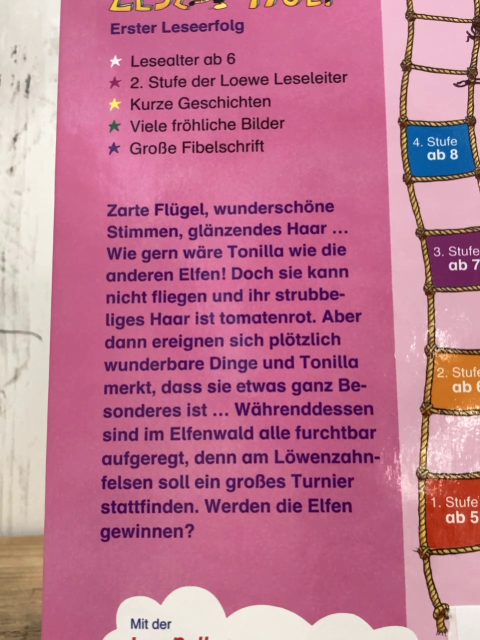 Erster Leseerfolg
Lesealter ab 6
2. Stufe der Loewe Leseleiter
Kurze Geschichten
Viele fröhliche Bilder
Große Fibelschrift
Zarte Flügel, wunderschöne
Stimmen, glänzendes Haar ...
Wie gern wäre Tonilla wie die
anderen Elfen! Doch sie kann
nicht fliegen und ihr strubbe-
liges Haar ist tomatenrot. Aber
dann ereignen sich plötzlich
wunderbare Dinge und Tonilla
merkt, dass sie etwas ganz Be-
sonderes ist ... Währenddessen
sind im Elfenwald alle furchtbar
aufgeregt, denn am Löwenzahn-
felsen soll ein großes Turnier
stattfinden. Werden die Elfen
gewinnen?
Mit der
4. Stufe
ab 8
3. Stufe
ab 7
2. Stufe
ab 6
1. Stufe
ab 5